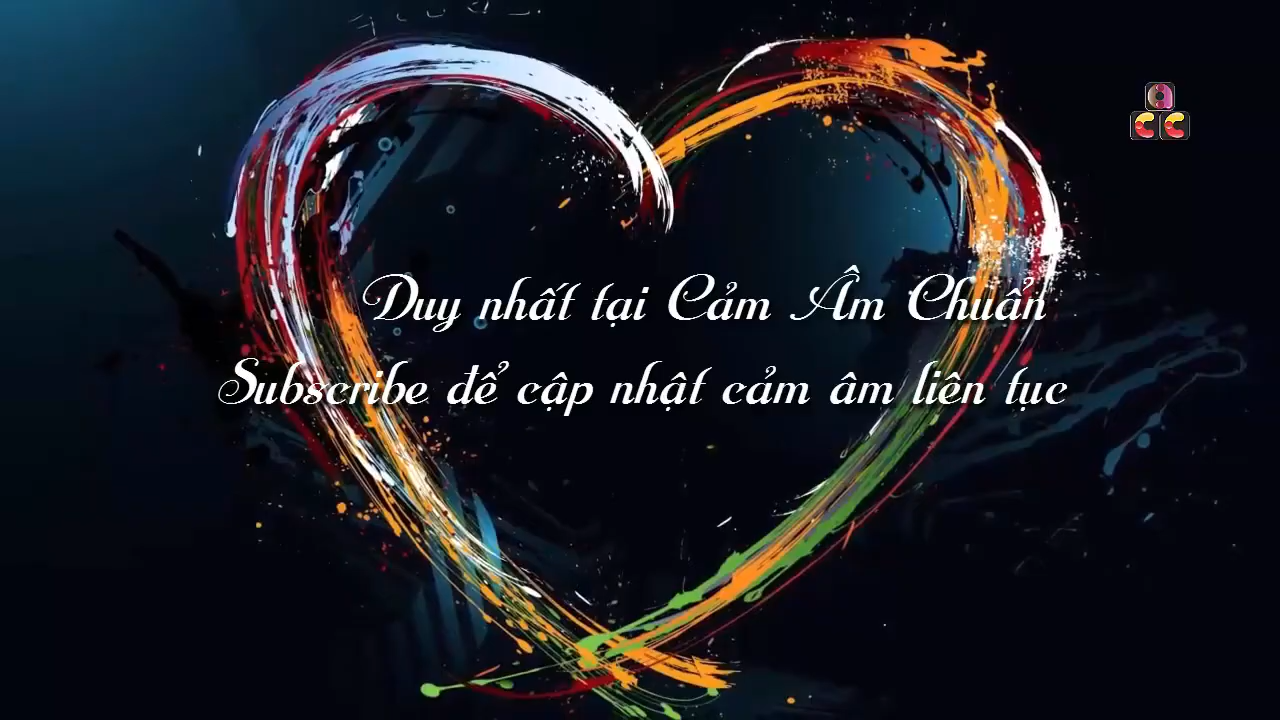 A
C C
Duy nhất tại Cảm Âm Chuẩn
Subscribe để cập nhật cảm âm liên tục